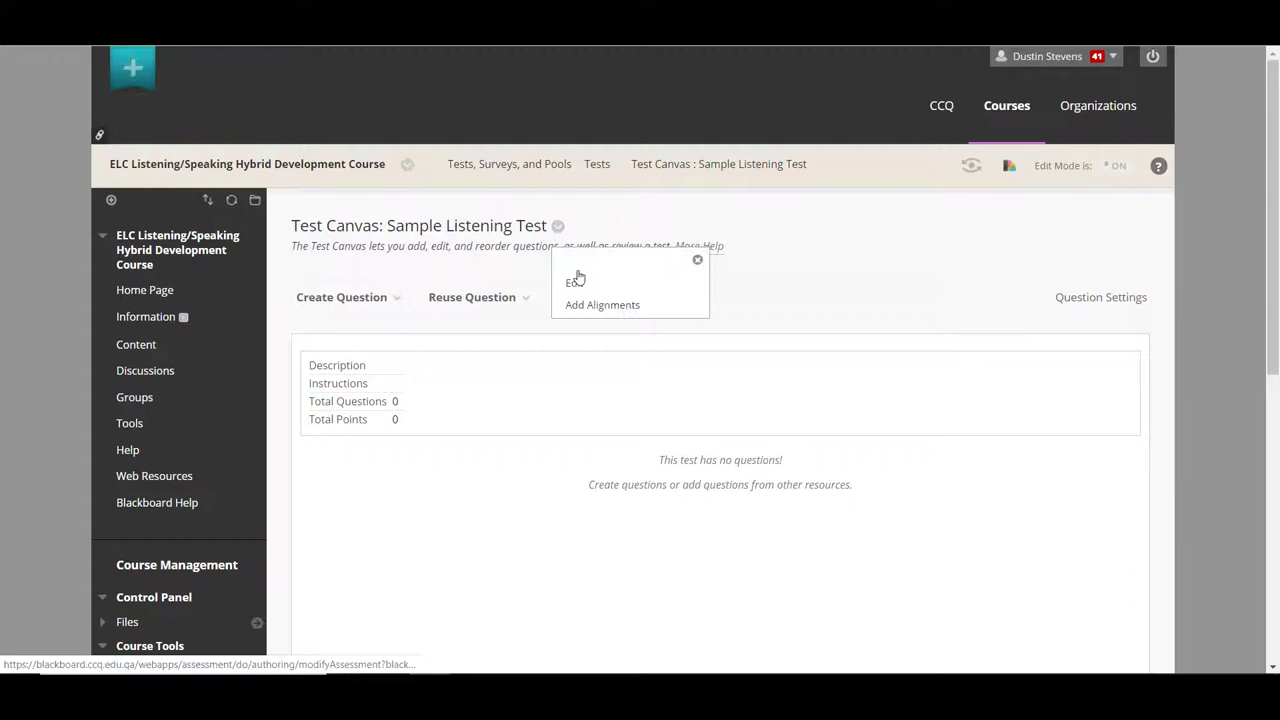 Dustin Stevens 41
CCQ Courses Organizations
ELC Listening/Speaking Hybrid Development Course Tests, Surveys, and Pools Tests Test Canvas : Sample Listening Test Edit Mode is: ON ?
ELC Listening/Speaking
Hybrid Development
Course
Home Page
Information
Content
Discussions
Groups
Tools
Help
Web Resources
Blackboard Help
Course Management
Control Panel
Files
Course Tools
Test Canvas: Sample Listening Test
The Test Canvas lets you add, edit, and reorder questions, as well as review a test. More Help
Add Alignments
Create Question Reuse Question Question Settings
Description
Instructions
Total Questions 0
Total Points 0
This test has no questions!
Create questions or add questions from other resources.
https://blackboard.ccq.edu.qa/webapps/assessment/do/authoring/modifyAssessment?black...